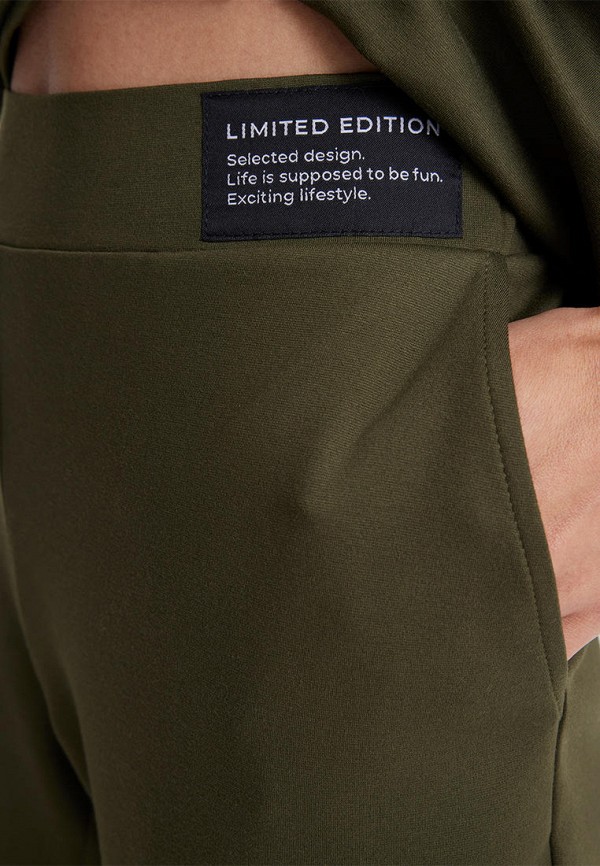 LIMITED EDITION
Selected design.
Life is supposed to be fun.
Exciting lifestyle.